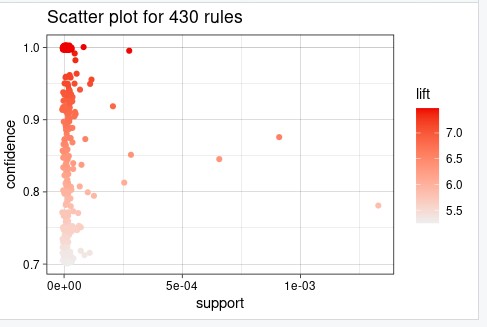 Scatter plot for 430 rules
1.0
0.9
0.8
0.7
confidence
0e+00
5e-04
1e-03
support
lift
7.0
6.5
6.0
5.5